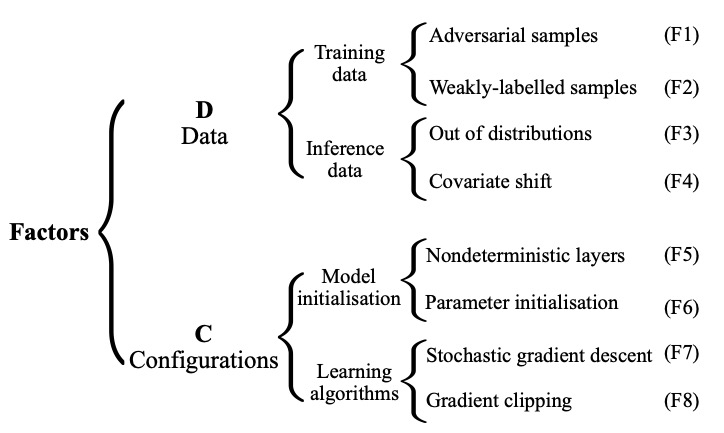 Factors
D
Data
Training
data
Adversarial samples (F1)
Weakly-labelled samples (F2)
Inference
data
Out of distributions (F3)
Covariate shift (F4)
C
Configurations
Model
initialisation
Nondeterministic layers (F5)
Parameter initialisation (F6)
Learning
algorithms
Stochastic gradient descent (F7)
Gradient clipping (F8)